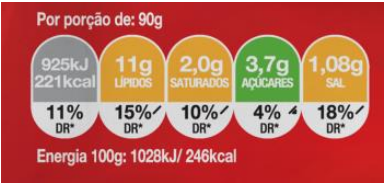 Por porção de: 90g
925kJ 11g 2,0g 3,7g 1,08g
221kcal LÍPIDOS SATURADOS AÇÚCARES SAL
11% 15% 10% 4% 18%
DR* DR* DR* DR* DR*
Energia 100g: 1028kJ/ 246kcal